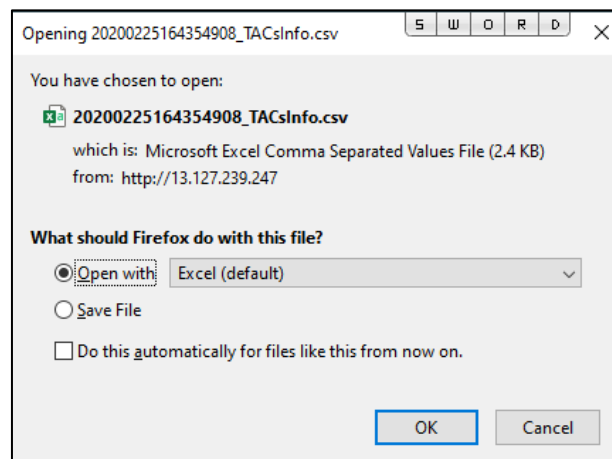 Opening 20200225164354908_TACsInfo.csv
S W O R D
You have chosen to open:
20200225164354908_TACsInfo.csv
which is: Microsoft Excel Comma Separated Values File (2.4 KB)
from: http://13.127.239.247
What should Firefox do with this file?
Open with Excel (default)
Save File
Do this automatically for files like this from now on.
OK Cancel